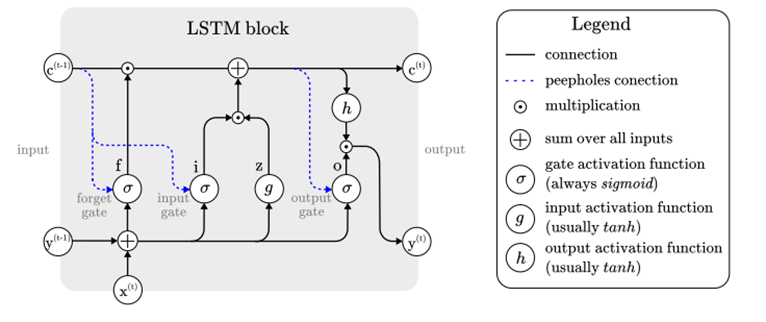 LSTM block
c(t-1)
c(t)
h
input
output
f
i
z
o
σ
σ
g
σ
forget
gate
input
gate
output
gate
y(t-1)
y(t)
x(t)
Legend
connection
peepholes conection
multiplication
sum over all inputs
σ
gate activation function
(always sigmoid)
g
input activation function
(usually tanh)
h
output activation function
(usually tanh)